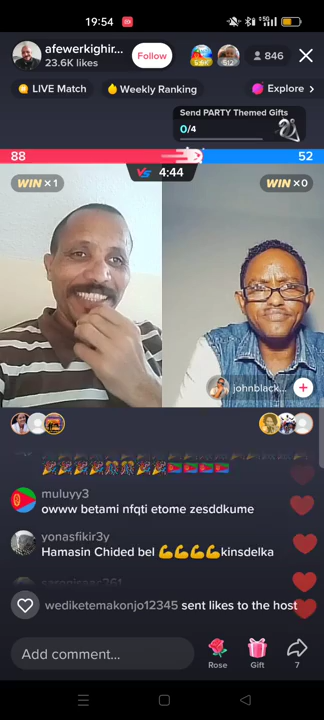 19:54
afewerkighir...
23.6K likes
Follow
846
LIVE Match
Weekly Ranking
Explore >
Send PARTY Themed Gifts
0/4
88
52
VS 4:44
WIN ×1
WIN ×0
johnblack...
muluyy3
owww betami nfqti etome zesddkume
yonasfikir3y
Hamasin Chided bel 💪💪💪💪kinsdelka
wediketemakonjo12345 sent likes to the host
Add comment...
Rose
Gift
7